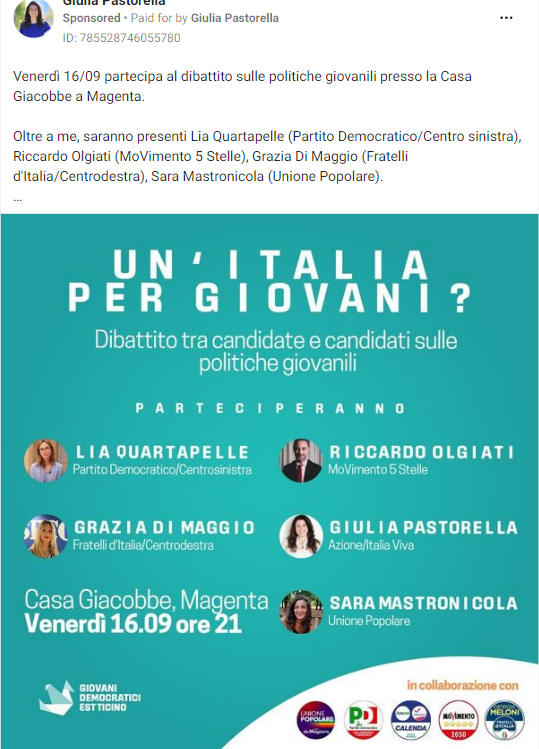 Giulia Pastorella
Sponsored • Paid for by Giulia Pastorella
ID: 785528746055780
Venerdì 16/09 partecipa al dibattito sulle politiche giovanili presso la Casa
Giacobbe a Magenta.
Oltre a me, saranno presenti Lia Quartapelle (Partito Democratico/Centro sinistra),
Riccardo Olgiati (MoVimento 5 Stelle), Grazia Di Maggio (Fratelli
d'Italia/Centrodestra), Sara Mastronicola (Unione Popolare).
...
UN'ITALIA
PER GIOVANI?
Dibattito tra candidate e candidati sulle
politiche giovanili
PARTECIPERANNO
LIA QUARTAPELLE
Partito Democratico/Centrosinistra
RICCARDO OLGIATI
MoVimento 5 Stelle
GRAZIA DI MAGGIO
Fratelli d'Italia/Centrodestra
GIULIA PASTORELLA
Azione/Italia Viva
Casa Giacobbe, Magenta
Venerdì 16.09 ore 21
SARA MASTRONICOLA
Unione Popolare
GIOVANI
DEMOCRATICI
EST TICINO
in collaborazione con
UNIONE
POPOLARE
de Magistris
PD
CALENDA
MOVIMENTO
2050
GIORGIA
MELONI